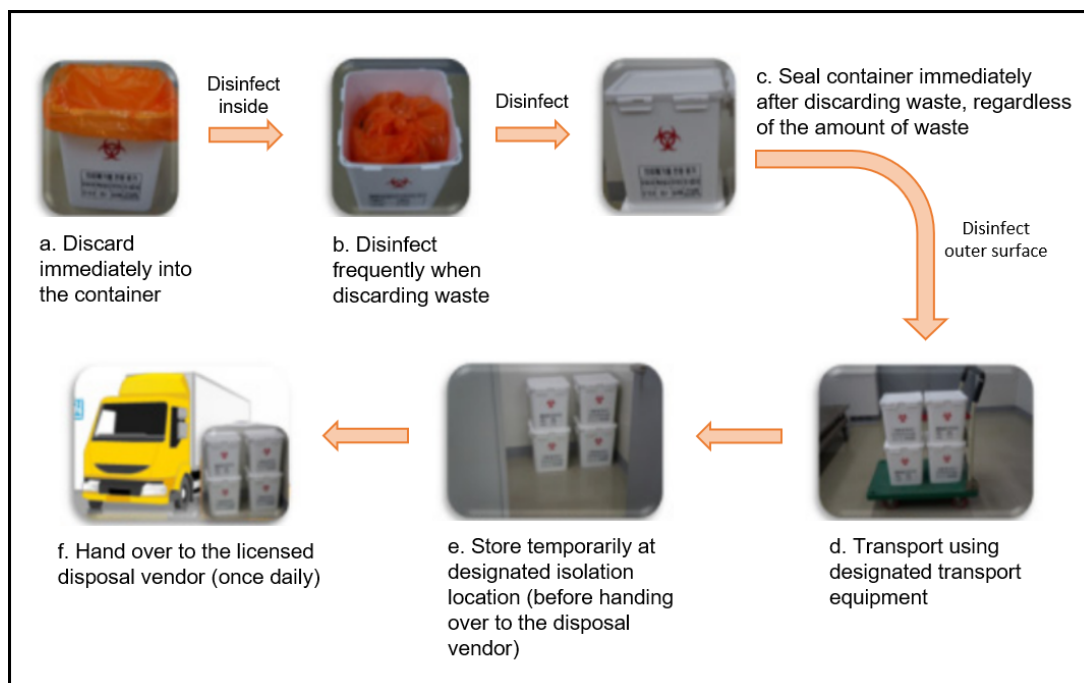 Disinfect
inside
Disinfect
a. Discard
immediately into
the container
b. Disinfect
frequently when
discarding waste
c. Seal container immediately
after discarding waste, regardless
of the amount of waste
Disinfect
outer surface
d. Transport using
designated transport
equipment
e. Store temporarily at
designated isolation
location (before handing
over to the disposal
vendor)
f. Hand over to the licensed
disposal vendor (once daily)